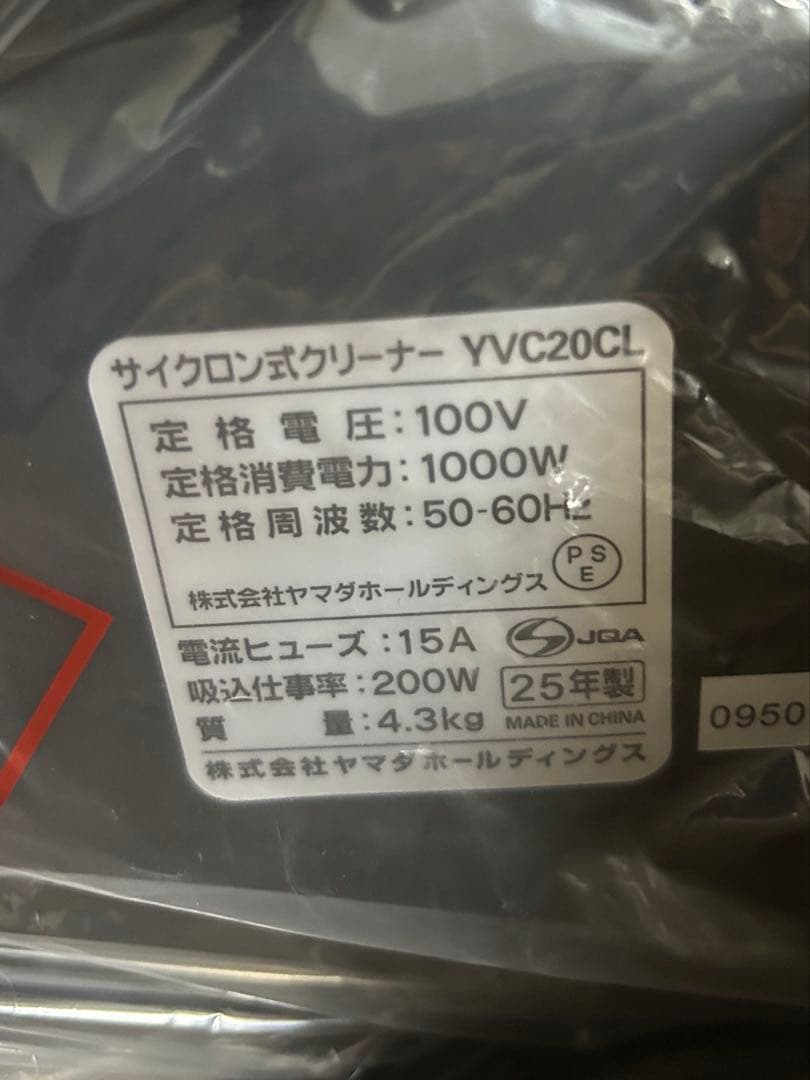 サイクロン式クリーナー YVC20CL
定格電圧:100V
定格消費電力:1000W
定格周波数:50-60Hz
株式会社ヤマダホールディングス
PSE
電流ヒューズ:15A
JQA
吸込仕事率:200W
25年製
質量:4.3kg
MADE IN CHINA
株式会社ヤマダホールディングス
0950